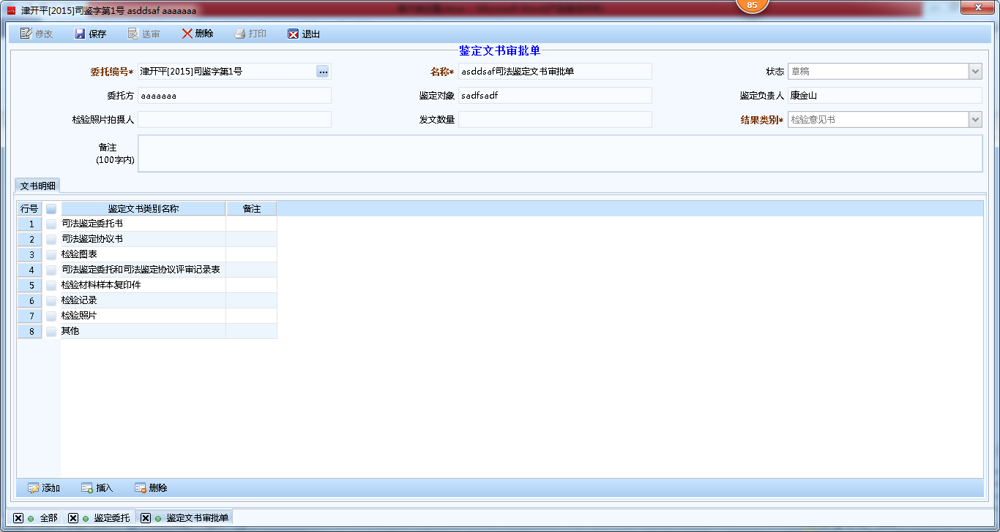 津开平[2015]司鉴字第1号 asddsaf aaaaaaa
85
修改 保存 送审 删除 打印 退出
鉴定文书审批单
委托编号* 津开平[2015]司鉴字第1号 ... 名称* asddsaf司法鉴定文书审批单 状态 草稿
委托方 aaaaaaa 鉴定对象 sadfsadf 鉴定负责人 康金山
检验照片拍摄人 发文数量 结果类别* 检验意见书
备注
(100字内)
文书明细
行号 鉴定文书类别名称 备注
1 司法鉴定委托书
2 司法鉴定协议书
3 检验图表
4 司法鉴定委托和司法鉴定协议评审记录表
5 检验材料样本复印件
6 检验记录
7 检验照片
8 其他
添加 插入 删除
全部 鉴定委托 鉴定文书审批单